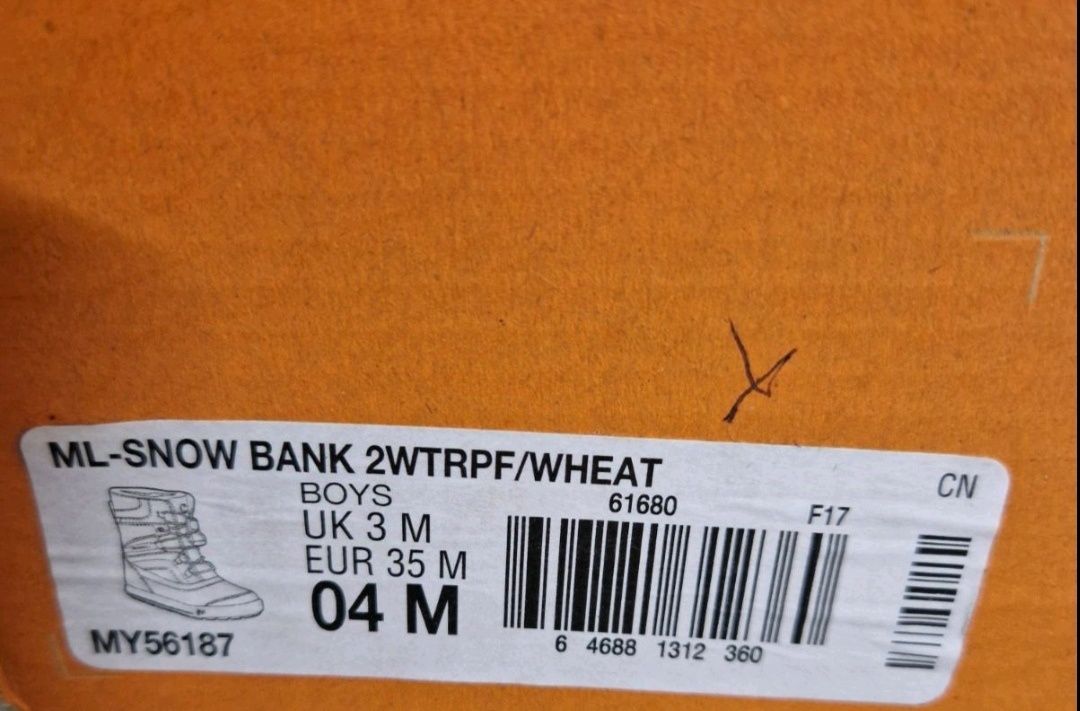 ML-SNOW BANK 2WTRPF/WHEAT
CN
BOYS
61680
F17
UK 3 M
EUR 35 M
04 M
MY56187
6 4688 1312 360